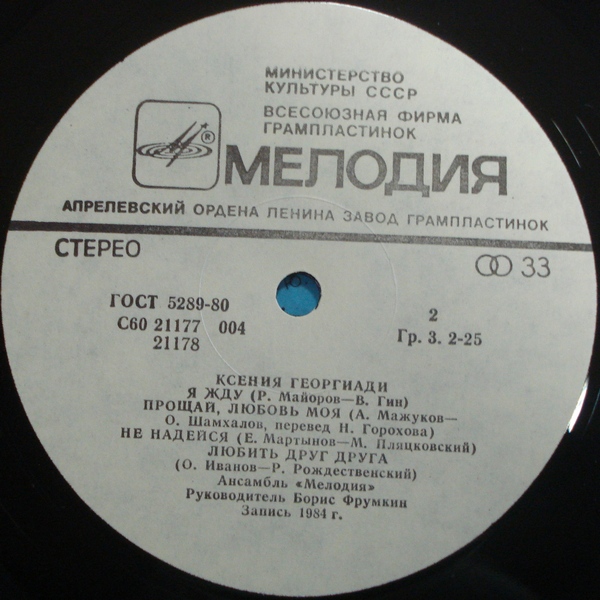 МИНИСТЕРСТВО
КУЛЬТУРЫ СССР
ВСЕСОЮЗНАЯ ФИРМА
ГРАМПЛАСТИНОК
®
МЕЛОДИЯ
АПРЕЛЕВСКИЙ ОРДЕНА ЛЕНИНА ЗАВОД ГРАМПЛАСТИНОК
СТЕРЕО
33
ГОСТ 5289-80
2
С60 21177 004
Гр. 3. 2-25
21178
КСЕНИЯ ГЕОРГИАДИ
Я ЖДУ (Р. Майоров—В. Гин)
ПРОЩАЙ, ЛЮБОВЬ МОЯ (А. Мажуков—
О. Шамхалов, перевед Н. Горохова)
НЕ НАДЕЙСЯ (Е. Мартынов—М. Пляцковский)
ЛЮБИТЬ ДРУГ ДРУГА
(О. Иванов—Р. Рождественский)
Ансамбль «Мелодия»
Руководитель Борис Фрумкин
Запись 1984 г.